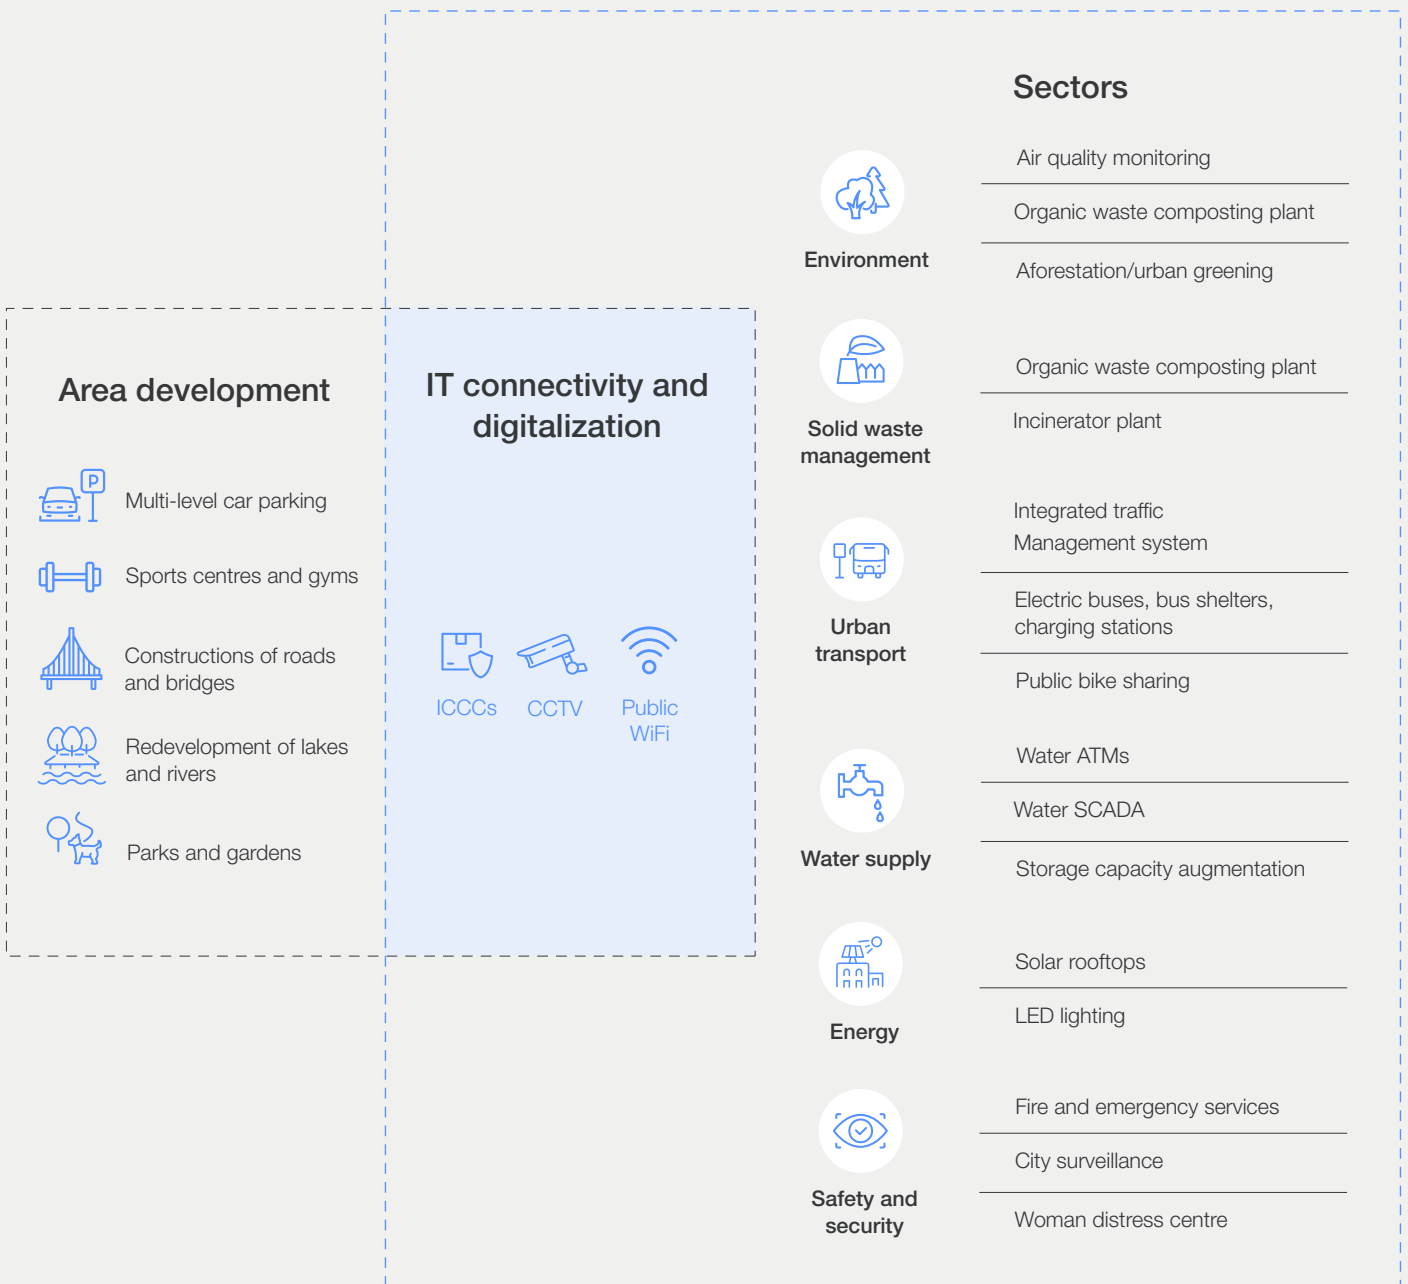 Area development
P
Multi-level car parking
Sports centres and gyms
Constructions of roads
and bridges
Redevelopment of lakes
and rivers
Parks and gardens
IT connectivity and
digitalization
ICCCs
CCTV
Public
WiFi
Sectors
Environment
Air quality monitoring
Organic waste composting plant
Aforestation/urban greening
Solid waste
management
Organic waste composting plant
Incinerator plant
Urban
transport
Integrated traffic
Management system
Electric buses, bus shelters,
charging stations
Public bike sharing
Water supply
Water ATMs
Water SCADA
Storage capacity augmentation
Energy
Solar rooftops
LED lighting
Safety and
security
Fire and emergency services
City surveillance
Woman distress centre